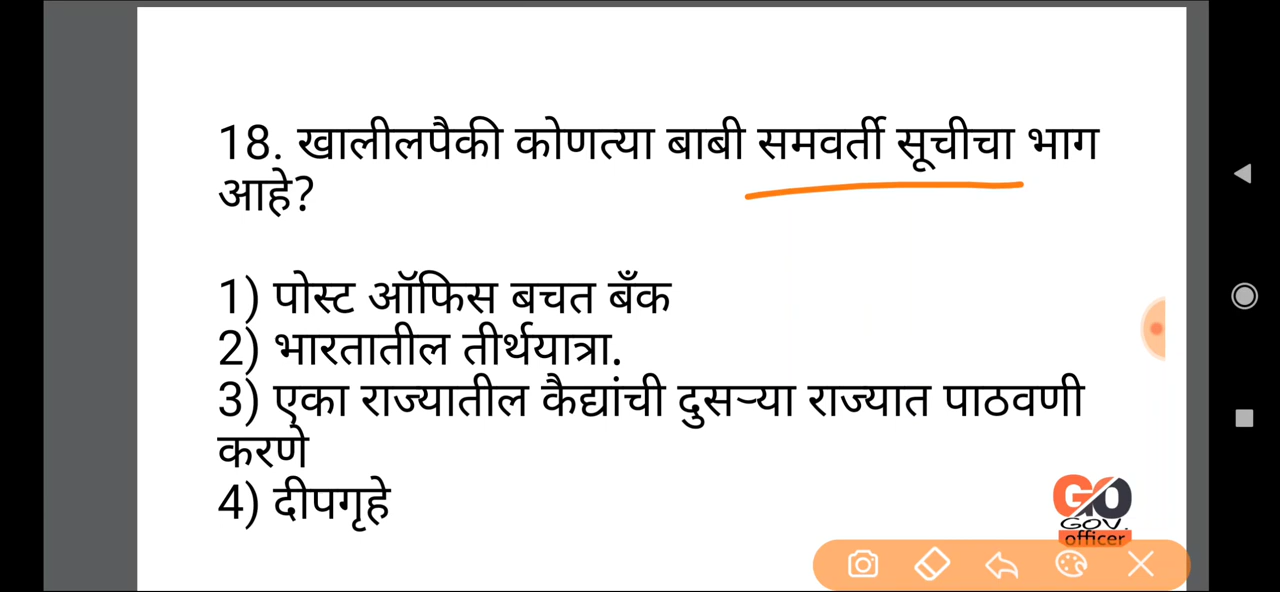 18. खालीलपैकी कोणत्या बाबी समवर्ती सूचीचा भाग
आहे?
1) पोस्ट ऑफिस बचत बँक
2) भारतातील तीर्थयात्रा.
3) एका राज्यातील कैद्यांची दुसऱ्या राज्यात पाठवणी
करणे
4) दीपगृहे
GO
GOV.
officer